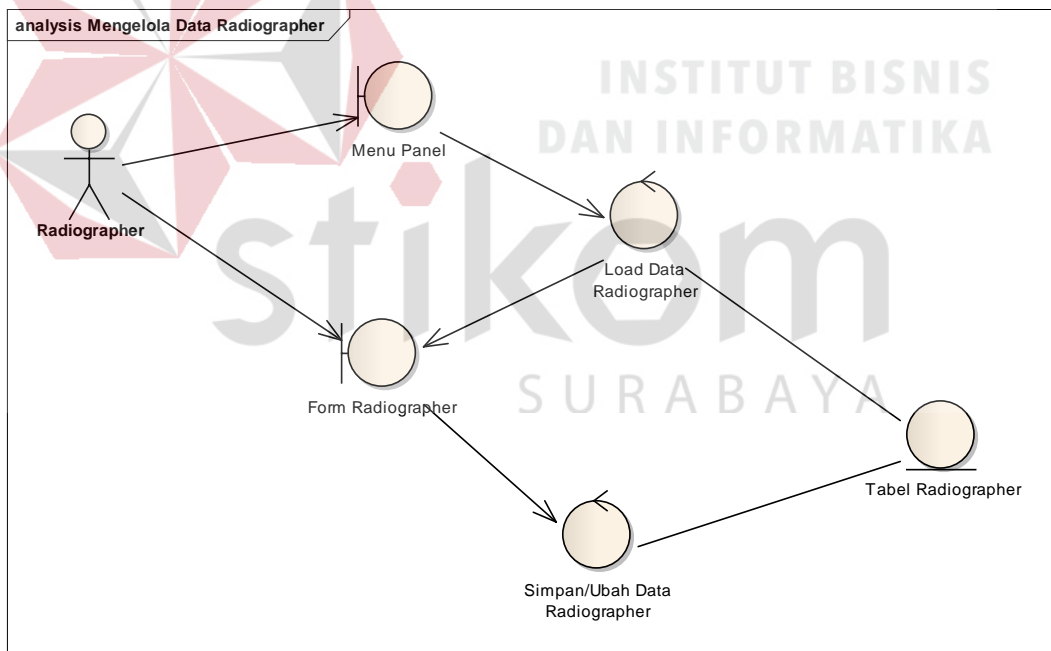 analysis Mengelola Data Radiographer
INSTITUT BISNIS
DAN INFORMATIKA
Menu Panel
Radiographer
stikom
Load Data
Radiographer
SURABAYA
Form Radiographer
Tabel Radiographer
Simpan/Ubah Data
Radiographer